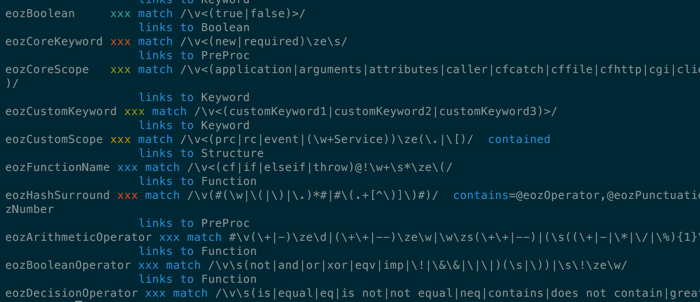 links to Keyword
eozBoolean xxx match /\v<(true|false)>/
links to Boolean
eozCoreKeyword xxx match /\v<(new|required)\ze\s/
links to PreProc
eozCoreScope xxx match /\v<(application|arguments|attributes|caller|cfcatch|cffile|cfhttp|cgi|clie
)/
links to Keyword
eozCustomKeyword xxx match /\v<(customKeyword1|customKeyword2|customKeyword3)>/
links to Keyword
eozCustomScope xxx match /\v<(prc|rc|event|(\w+Service))\ze(\.|\[)/ contained
links to Structure
eozFunctionName xxx match /\v<(cf|if|elseif|throw)@!\w+\s*\ze\(/
links to Function
eozHashSurround xxx match /\v(#(\w|\(|\)|\.)*#|#\(.+[^\)]\)#)/ contains=@eozOperator,@eozPunctuatio
zNumber
links to PreProc
eozArithmeticOperator xxx match #\v(\+|-)\ze\d|(\+\+|--)\ze\w|\w\zs(\+\+|--)|(\s((\+|-|\*|\/|\%){1}\
links to Function
eozBooleanOperator xxx match /\v\s(not|and|or|xor|eqv|imp|\!|\&\&|\|\|)(\s|\))|\s\!\ze\w/
links to Function
eozDecisionOperator xxx match /\v\s(is|equal|eq|is not|not equal|neq|contains|does not contain|grea